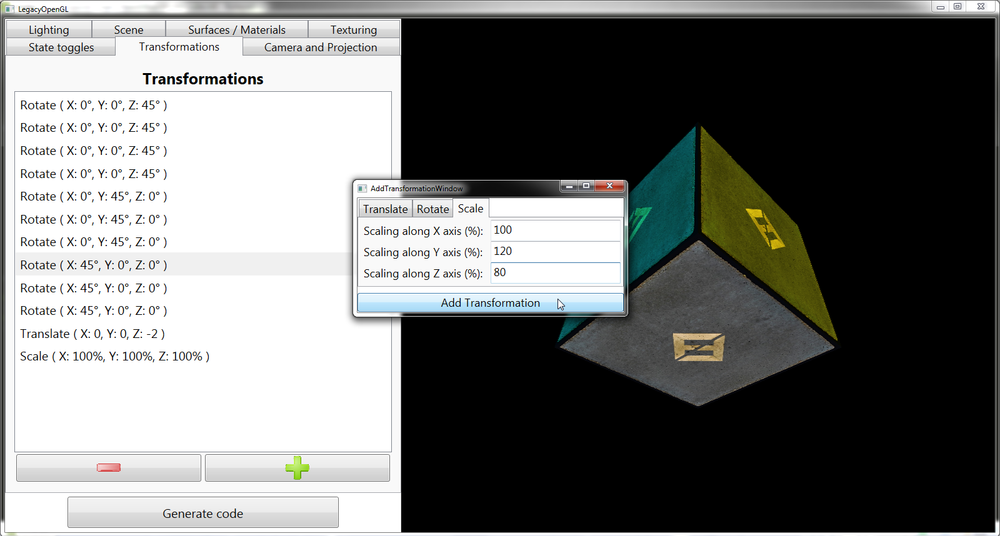 LegacyOpenGL
Lighting
Scene
Surfaces / Materials
Texturing
State toggles
Transformations
Camera and Projection
Transformations
Rotate ( X: 0°, Y: 0°, Z: 45° )
Rotate ( X: 0°, Y: 0°, Z: 45° )
Rotate ( X: 0°, Y: 0°, Z: 45° )
Rotate ( X: 0°, Y: 0°, Z: 45° )
Rotate ( X: 0°, Y: 45°, Z: 0° )
Rotate ( X: 0°, Y: 45°, Z: 0° )
Rotate ( X: 0°, Y: 45°, Z: 0° )
Rotate ( X: 45°, Y: 0°, Z: 0° )
Rotate ( X: 45°, Y: 0°, Z: 0° )
Rotate ( X: 45°, Y: 0°, Z: 0° )
Translate ( X: 0, Y: 0, Z: -2 )
Scale ( X: 100%, Y: 100%, Z: 100% )
Generate code
AddTransformationWindow
Translate
Rotate
Scale
Scaling along X axis (%): 100
Scaling along Y axis (%): 120
Scaling along Z axis (%): 80
Add Transformation